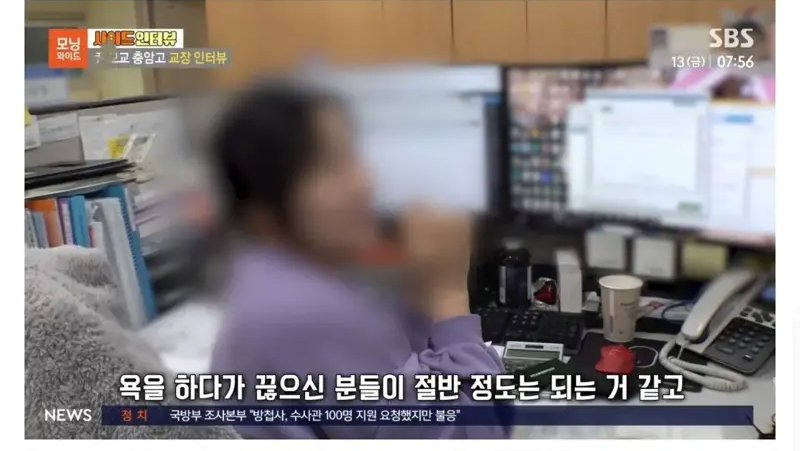 모닝
와이드
사이드인터뷰
교 충암고 교장 인터뷰
SBS
13(금) 07:56
욕을 하다가 끊으신 분들이 절반 정도는 되는 거 같고
NEWS 정치 국방부 조사본부 "방첩사, 수사관 100명 지원 요청했지만 불응"